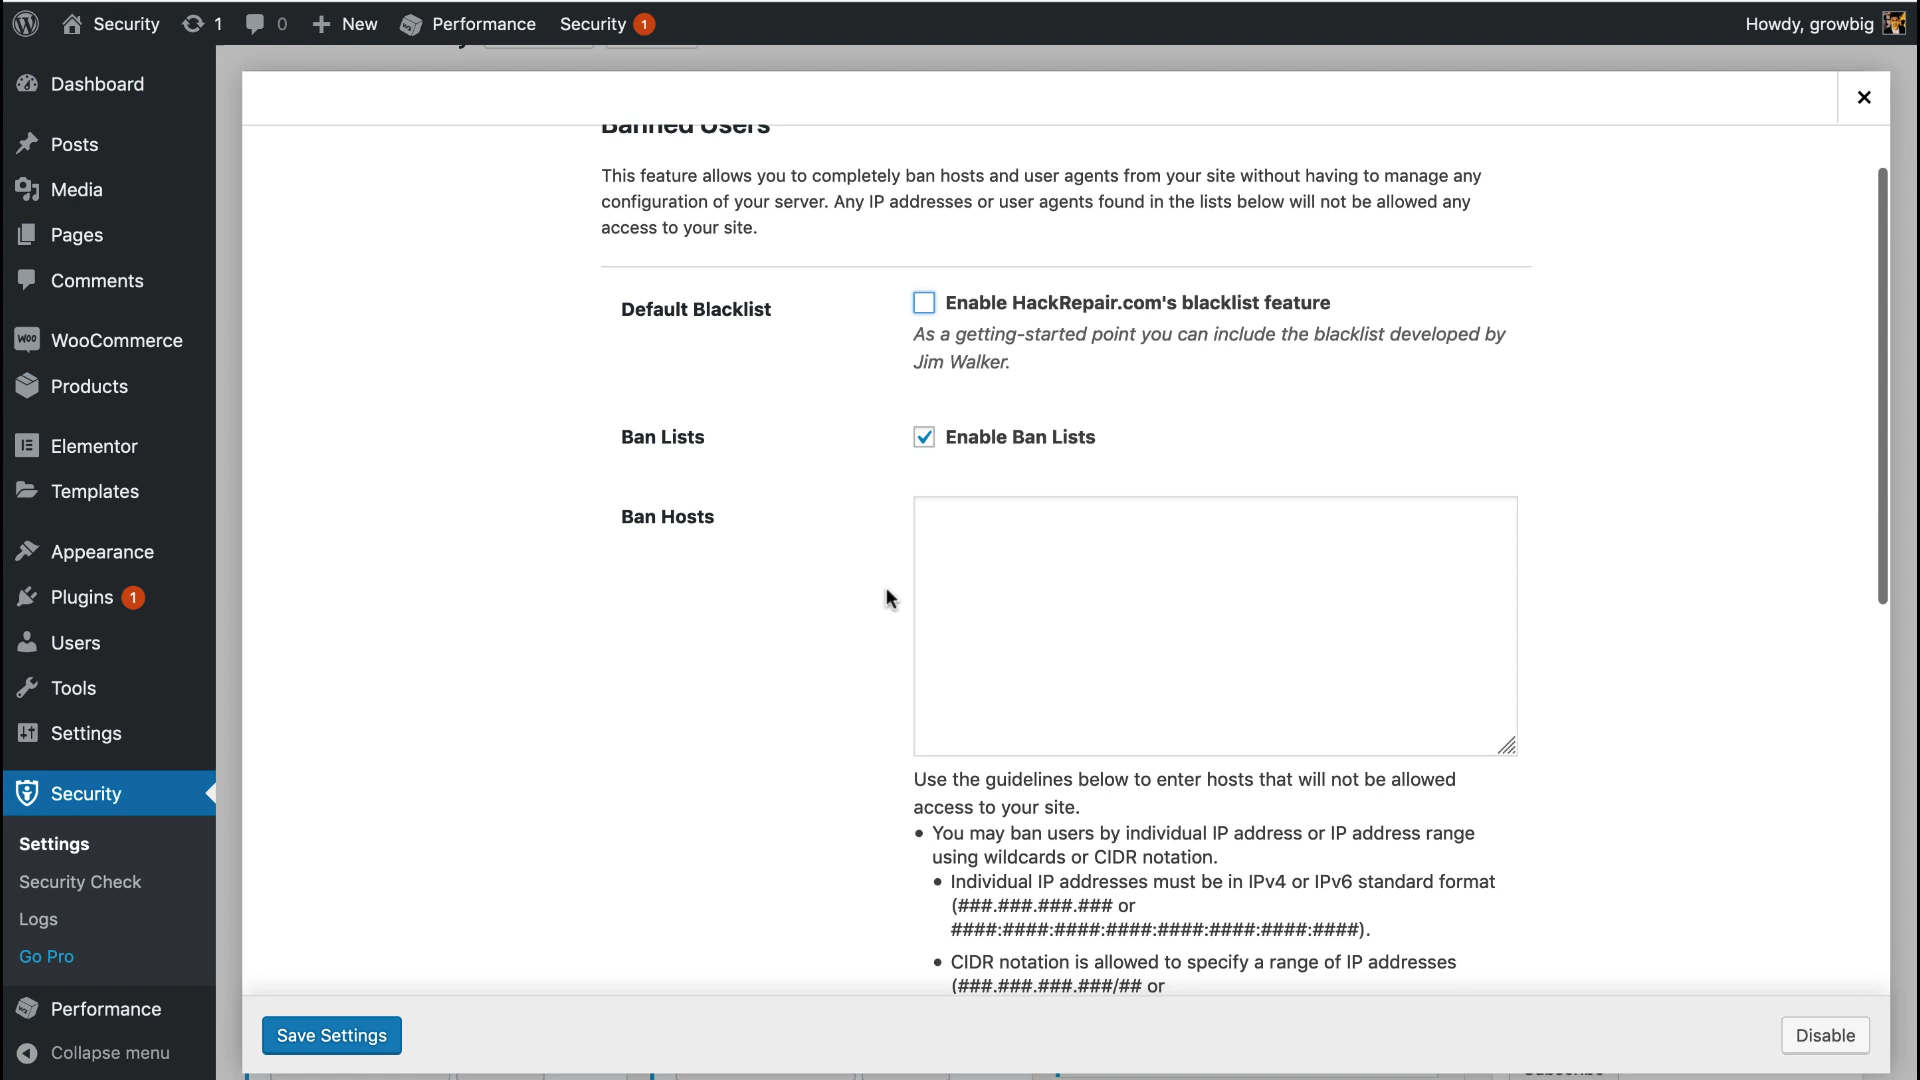 Security
1
0
New
Performance
Security 1
Howdy, growbig
Dashboard
Posts
Media
Pages
Comments
WooCommerce
Products
Elementor
Templates
Appearance
Plugins 1
Users
Tools
Settings
Security
Settings
Security Check
Logs
Go Pro
Performance
Collapse menu
Banned Users
This feature allows you to completely ban hosts and user agents from your site without having to manage any
configuration of your server. Any IP addresses or user agents found in the lists below will not be allowed any
access to your site.
Default Blacklist
Enable HackRepair.com's blacklist feature
As a getting-started point you can include the blacklist developed by
Jim Walker.
Ban Lists
Enable Ban Lists
Ban Hosts
Use the guidelines below to enter hosts that will not be allowed
access to your site.
• You may ban users by individual IP address or IP address range
using wildcards or CIDR notation.
• Individual IP addresses must be in IPv4 or IPv6 standard format
(###.###.###.### or
####:####:####:####:####:####:####:####).
• CIDR notation is allowed to specify a range of IP addresses
(###.###.###.###/## or
Save Settings
Disable